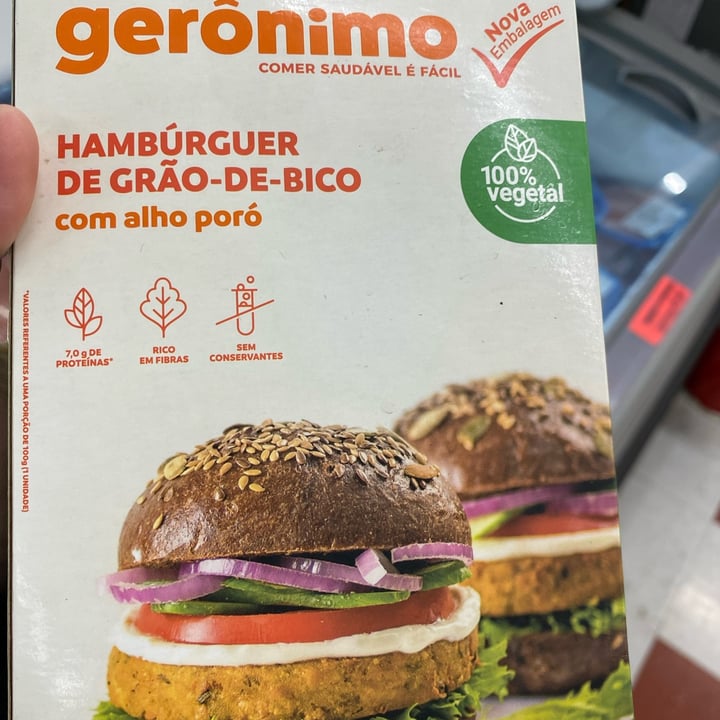 gerônimo
COMER SAUDÁVEL É FÁCIL
Nova
Embalagem
HAMBÚRGUER
DE GRÃO-DE-BICO
com alho poró
100%
vegetal
7,0 g DE
PROTEÍNAS*
RICO
EM FIBRAS
SEM
CONSERVANTES
*VALORES REFERENTES A UMA PORÇÃO DE 100g (1 UNIDADE)